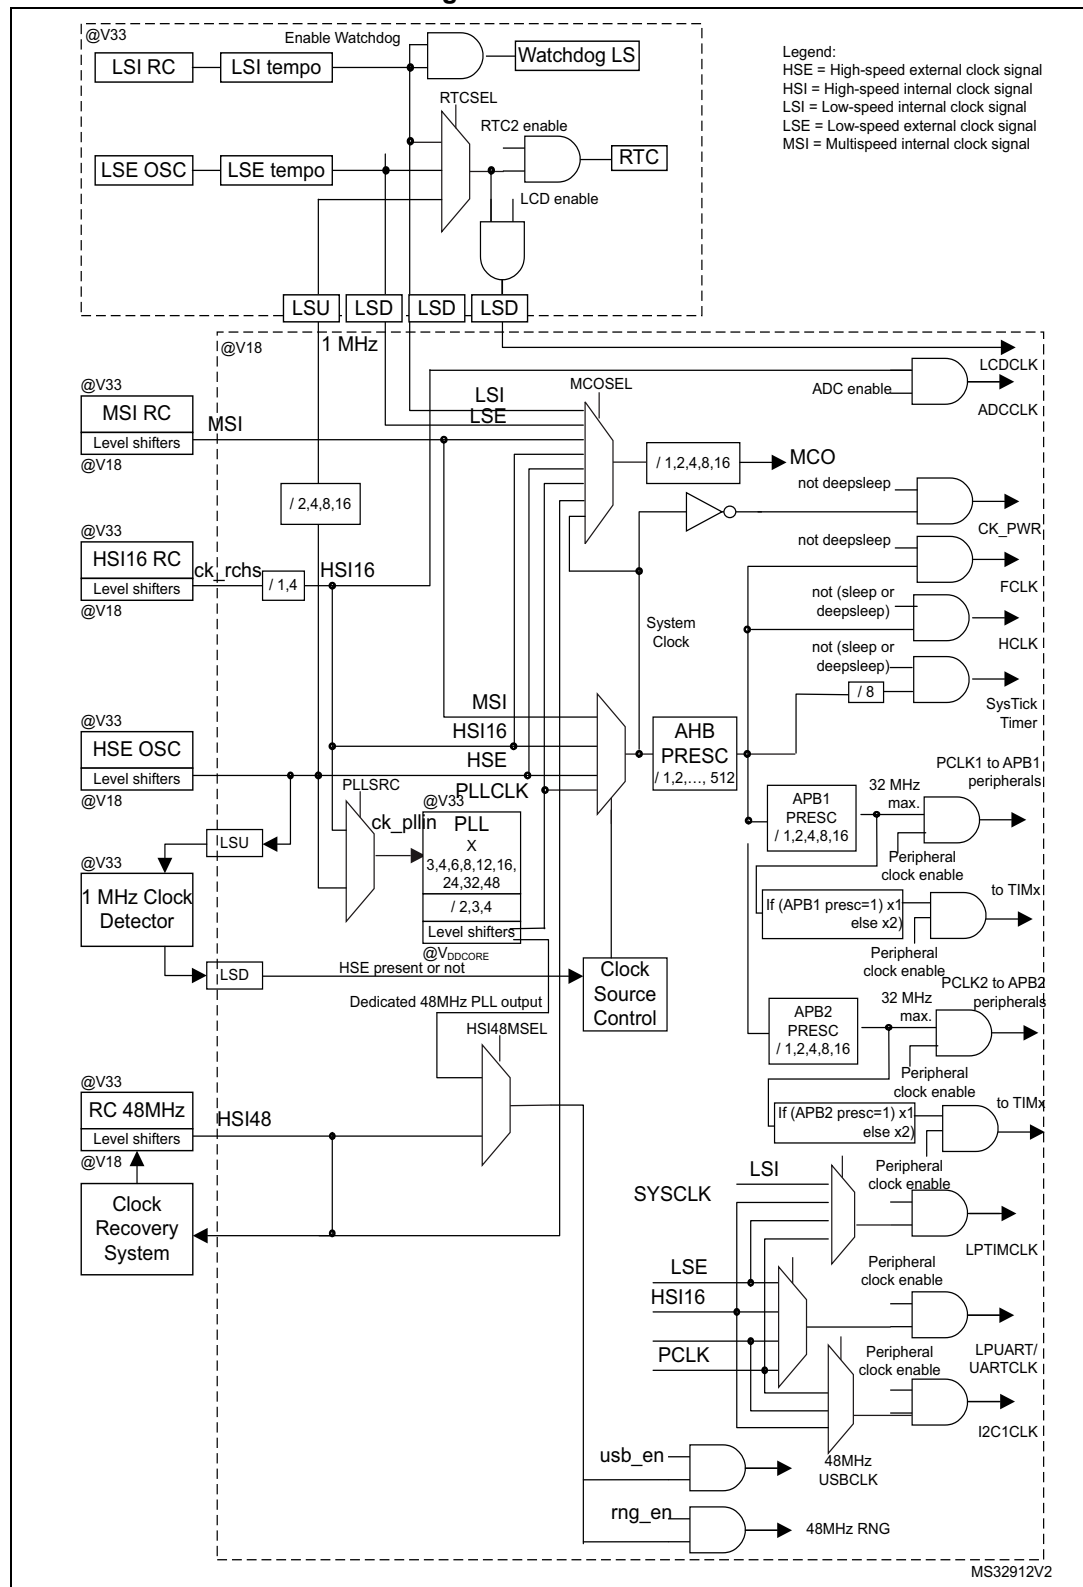 @V33
Enable Watchdog
LSI RC
LSI tempo
Watchdog LS
Legend:
HSE = High-speed external clock signal
HSI = High-speed internal clock signal
LSI = Low-speed internal clock signal
LSE = Low-speed external clock signal
MSI = Multispeed internal clock signal
RTCSEL
RTC2 enable
LSE OSC
LSE tempo
RTC
LCD enable
LSU
LSD
LSD
LSD
@V18
1 MHz
LCDCLK
@V33
MSI RC
Level shifters
@V18
MSI
LSI
LSE
MCOSEL
ADC enable
ADCCLK
/ 1,2,4,8,16
MCO
/ 2,4,8,16
not deepsleep
CK_PWR
@V33
HSI16 RC
Level shifters
@V18
ck_rchs
/ 1,4
HSI16
not deepsleep
FCLK
not (sleep or
deepsleep)
HCLK
System
Clock
not (sleep or
deepsleep)
/ 8
SysTick
Timer
MSI
HSI16
HSE
PLLCLK
@V33
HSE OSC
Level shifters
@V18
AHB
PRESC
/ 1,2,..., 512
PCLK1 to APB1
peripherals
PLLSRC
ck_pllin
@V33
PLL
X
3,4,6,8,12,16,
24,32,48
/ 2,3,4
Level shifters
@VDDCORE
APB1
PRESC
/ 1,2,4,8,16
32 MHz
max.
Peripheral
clock enable
LSU
@V33
1 MHz Clock
Detector
LSD
HSE present or not
Clock
Source
Control
If (APB1 presc=1) x1
else x2)
to TIMx
Peripheral
clock enable
Dedicated 48MHz PLL output
HSI48MSEL
PCLK2 to APB2
peripherals
32 MHz
max.
APB2
PRESC
/ 1,2,4,8,16
Peripheral
clock enable
@V33
RC 48MHz
Level shifters
@V18
HSI48
If (APB2 presc=1) x1
else x2)
to TIMx
Peripheral
clock enable
Clock
Recovery
System
LSI
SYSCLK
LPTIMCLK
LSE
HSI16
PCLK
Peripheral
clock enable
LPUART/
UARTCLK
Peripheral
clock enable
I2C1CLK
usb_en
48MHz
USBCLK
rng_en
48MHz RNG
MS32912V2